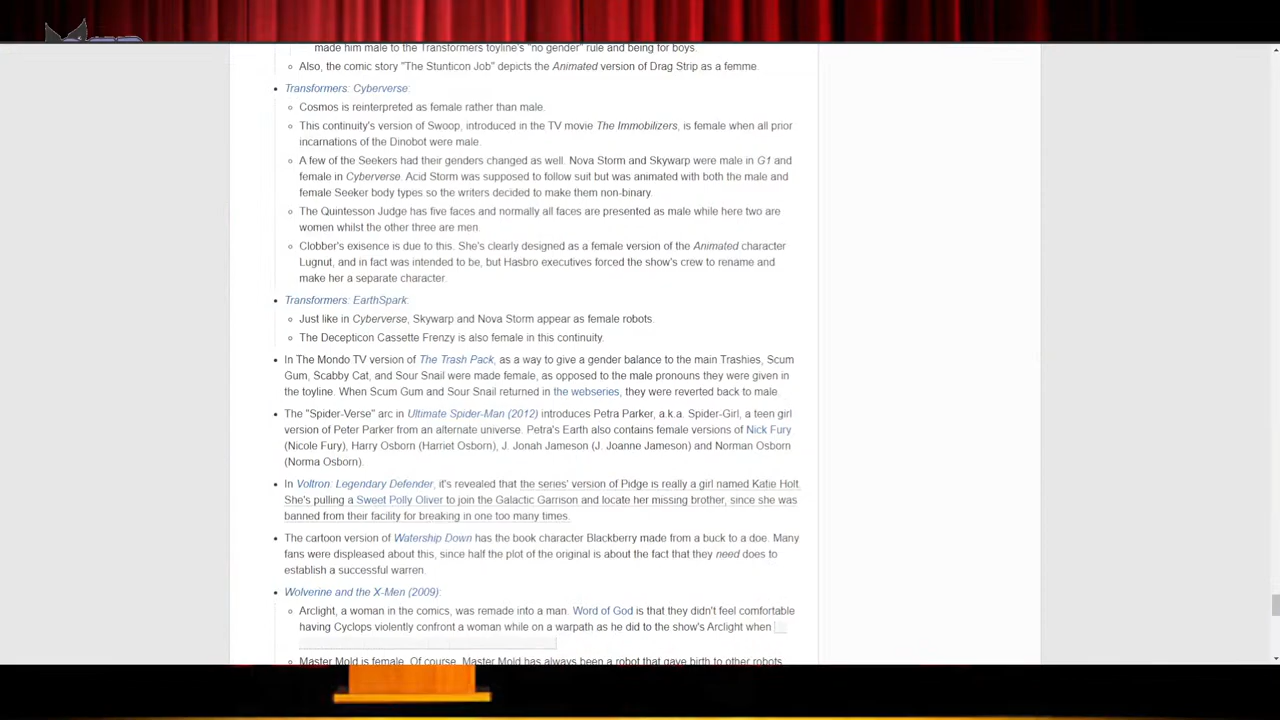 made him male to the Transformers toyline's "no gender" rule and being for boys.
Also, the comic story "The Stunticon Job" depicts the Animated version of Drag Strip as a femme.
Transformers: Cyberverse:
Cosmos is reinterpreted as female rather than male.
This continuity's version of Swoop, introduced in the TV movie The Immobilizers, is female when all prior
incarnations of the Dinobot were male.
A few of the Seekers had their genders changed as well. Nova Storm and Skywarp were male in G1 and
female in Cyberverse. Acid Storm was supposed to follow suit but was animated with both the male and
female Seeker body types so the writers decided to make them non-binary.
The Quintesson Judge has five faces and normally all faces are presented as male while here two are
women whilst the other three are men.
Clobber's exisence is due to this. She's clearly designed as a female version of the Animated character
Lugnut, and in fact was intended to be, but Hasbro executives forced the show's crew to rename and
make her a separate character.
Transformers: EarthSpark:
Just like in Cyberverse, Skywarp and Nova Storm appear as female robots.
The Decepticon Cassette Frenzy is also female in this continuity.
In The Mondo TV version of The Trash Pack, as a way to give a gender balance to the main Trashies, Scum
Gum, Scabby Cat, and Sour Snail were made female, as opposed to the male pronouns they were given in
the toyline. When Scum Gum and Sour Snail returned in the webseries, they were reverted back to male.
The "Spider-Verse" arc in Ultimate Spider-Man (2012) introduces Petra Parker, a.k.a. Spider-Girl, a teen girl
version of Peter Parker from an alternate universe. Petra's Earth also contains female versions of Nick Fury
(Nicole Fury), Harry Osborn (Harriet Osborn), J. Jonah Jameson (J. Joanne Jameson) and Norman Osborn
(Norma Osborn).
In Voltron: Legendary Defender, it's revealed that the series' version of Pidge is really a girl named Katie Holt.
She's pulling a Sweet Polly Oliver to join the Galactic Garrison and locate her missing brother, since she was
banned from their facility for breaking in one too many times.
The cartoon version of Watership Down has the book character Blackberry made from a buck to a doe. Many
fans were displeased about this, since half the plot of the original is about the fact that they need does to
establish a successful warren.
Wolverine and the X-Men (2009):
Arclight, a woman in the comics, was remade into a man. Word of God is that they didn't feel comfortable
having Cyclops violently confront a woman while on a warpath as he did to the show's Arclight when
Master Mold is female. Of course, Master Mold has always been a robot that gave birth to other robots,